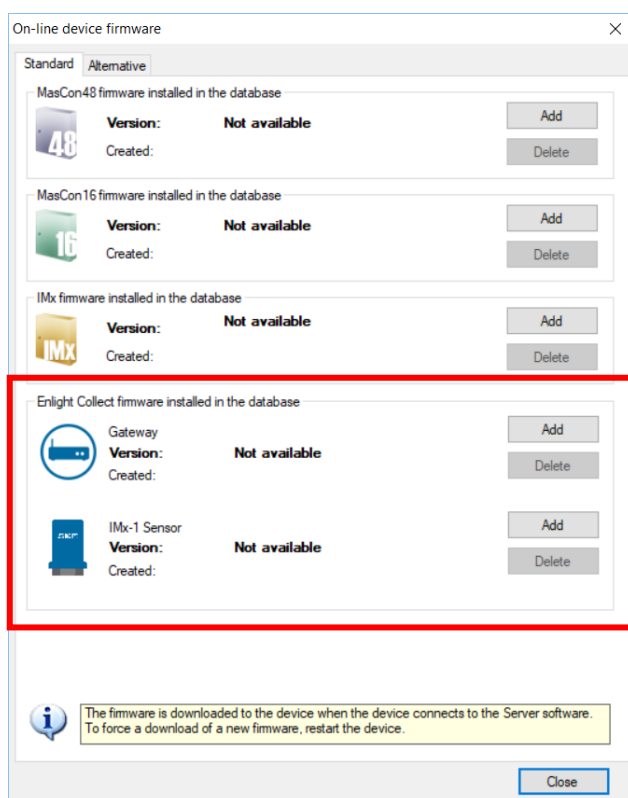 On-line device firmware
Standard Alternative
MasCon48 firmware installed in the database
48
Version: Not available
Add
Created:
Delete
MasCon16 firmware installed in the database
16
Version: Not available
Add
Created:
Delete
IMx firmware installed in the database
IMx
Version: Not available
Add
Created:
Delete
Enlight Collect firmware installed in the database
Gateway
Add
Version: Not available
Created:
Delete
IMx-1 Sensor
Add
SKF
Version: Not available
Created:
Delete
The firmware is downloaded to the device when the device connects to the Server software.
To force a download of a new firmware, restart the device.
Close